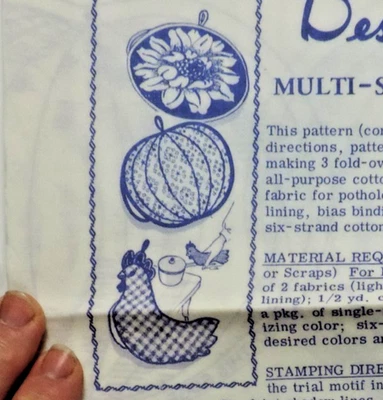 Des
MULTI-S
This pattern (con
directions, patte
making 3 fold-ov
all-purpose cotto
fabric for pothol
lining, bias bindi
six-strand cotton
MATERIAL REQ
or Scraps) For
of 2 fabrics (ligh
lining); 1/2 yd. o
a pkg. of single-
izing color; six-
desired colors a
STAMPING DIRE
the trial motif in